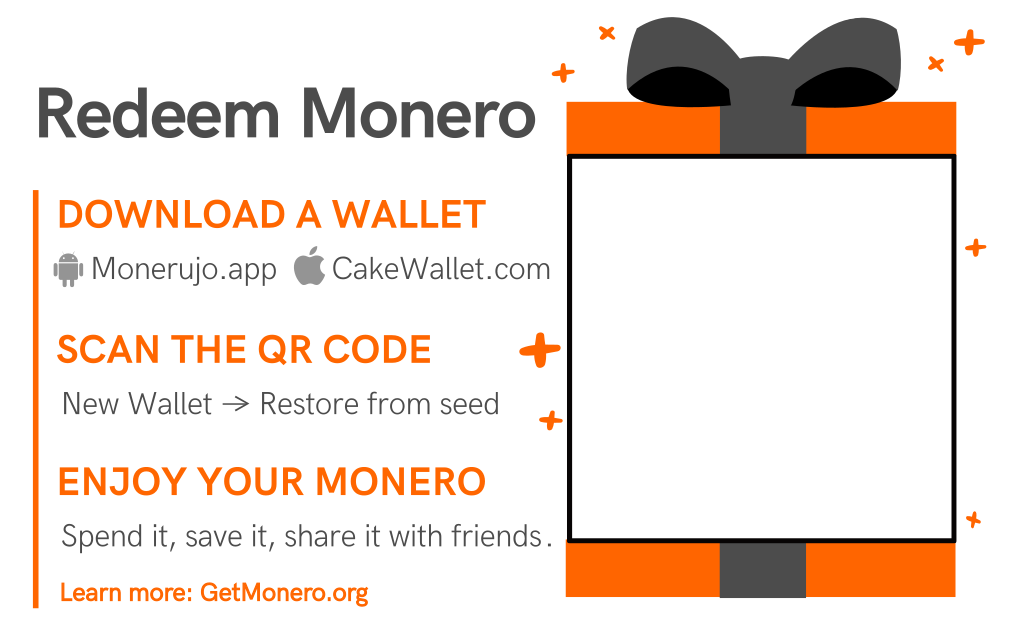 Redeem Monero
DOWNLOAD A WALLET
Monerujo.app CakeWallet.com
SCAN THE QR CODE
New Wallet → Restore from seed
ENJOY YOUR MONERO
Spend it, save it, share it with friends.
Learn more: GetMonero.org